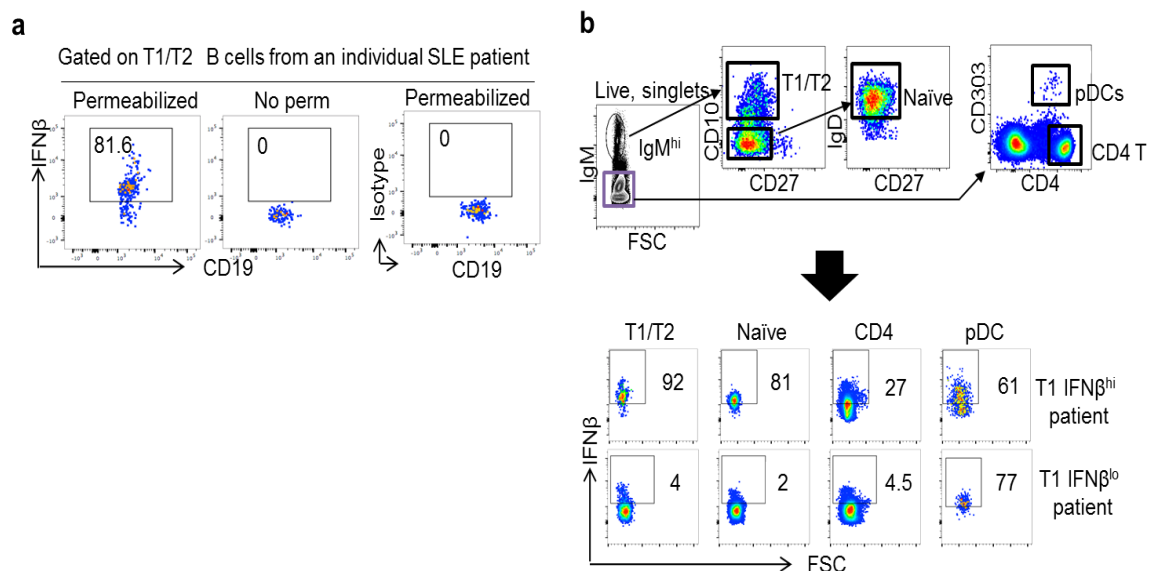 a
Gated on T1/T2 B cells from an individual SLE patient
Permeabilized
No perm
Permeabilized
IFNβ
81.6
0
Isotype
0
CD19
CD19
b
Live, singlets
IgM
IgMhi
FSC
CD10
T1/T2
CD27
IgD
Naïve
CD27
CD303
pDCs
CD4 T
CD4
T1/T2
Naïve
CD4
pDC
92
81
27
61
T1 IFNβhi
patient
IFNβ
4
2
4.5
77
T1 IFNβlo
patient
FSC